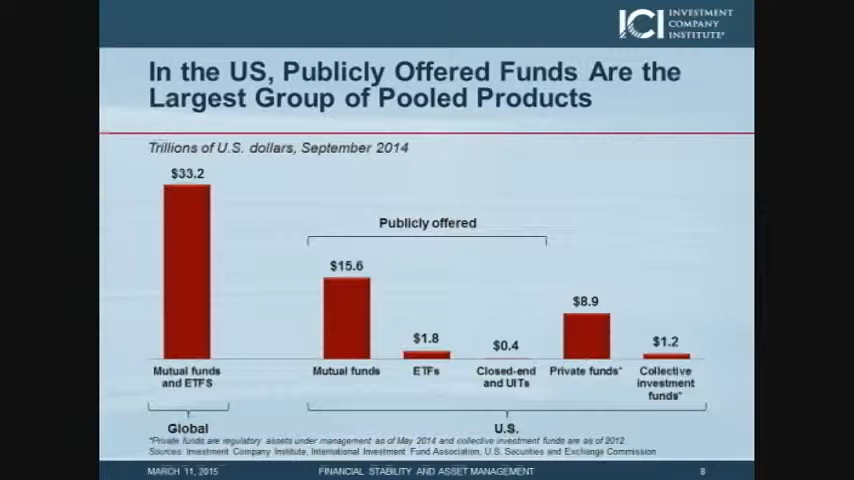 ICI INVESTMENT
COMPANY
INSTITUTE®
In the US, Publicly Offered Funds Are the
Largest Group of Pooled Products
Trillions of U.S. dollars, September 2014
$33.2
Publicly offered
$15.6
$1.8
$0.4
$8.9
$1.2
Mutual funds
and ETFS
Mutual funds
ETFs
Closed-end
and UITs
Private funds*
Collective
investment
funds*
Global
U.S.
*Private funds are regulatory assets under management as of May 2014 and collective investment funds are as of 2012.
Sources: Investment Company Institute, International Investment Fund Association, U.S. Securities and Exchange Commission
MARCH 11, 2015 FINANCIAL STABILITY AND ASSET MANAGEMENT 8